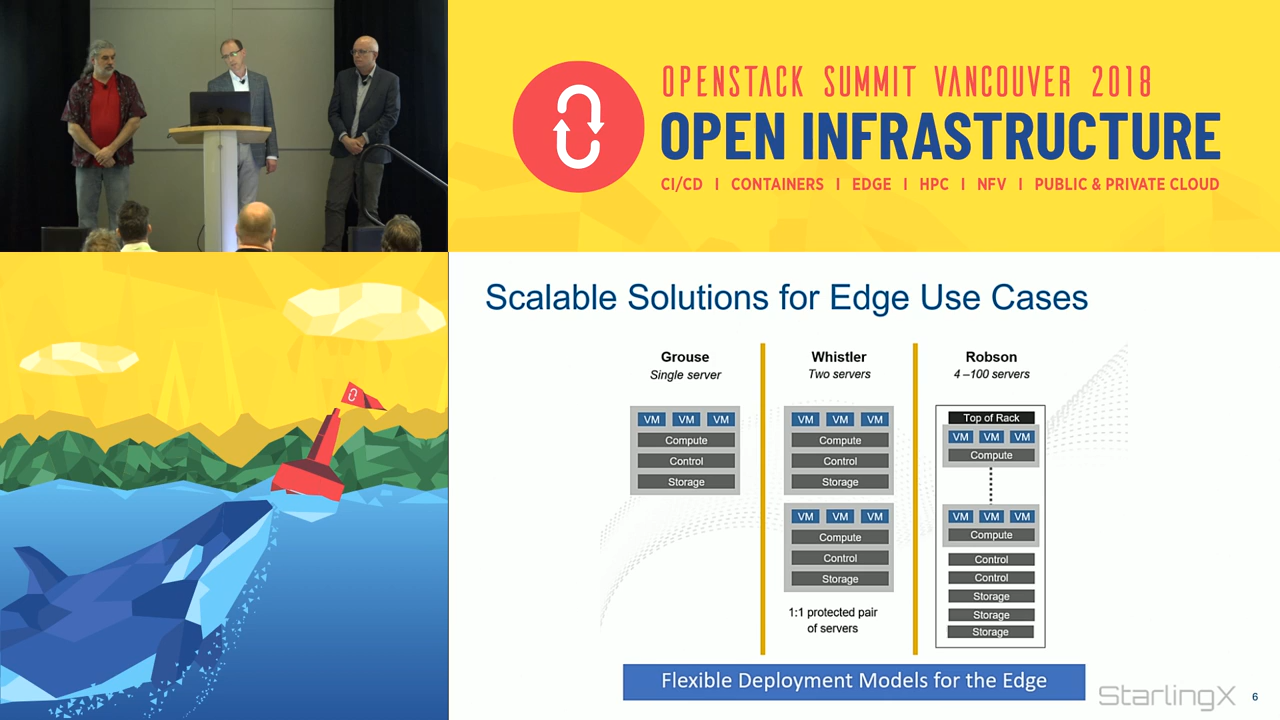 OPENSTACK SUMMIT VANCOUVER 2018
OPEN INFRASTRUCTURE
CI/CD I CONTAINERS I EDGE I HPC I NFV I PUBLIC & PRIVATE CLOUD
Scalable Solutions for Edge Use Cases
Grouse
Single server
VM VM VM
Compute
Control
Storage
Whistler
Two servers
VM VM VM
Compute
Control
Storage
VM VM VM
Compute
Control
Storage
1:1 protected pair
of servers
Robson
4 –100 servers
Top of Rack
VM VM VM
Compute
VM VM VM
Compute
Control
Control
Storage
Storage
Storage
Flexible Deployment Models for the Edge
StarlingX
6